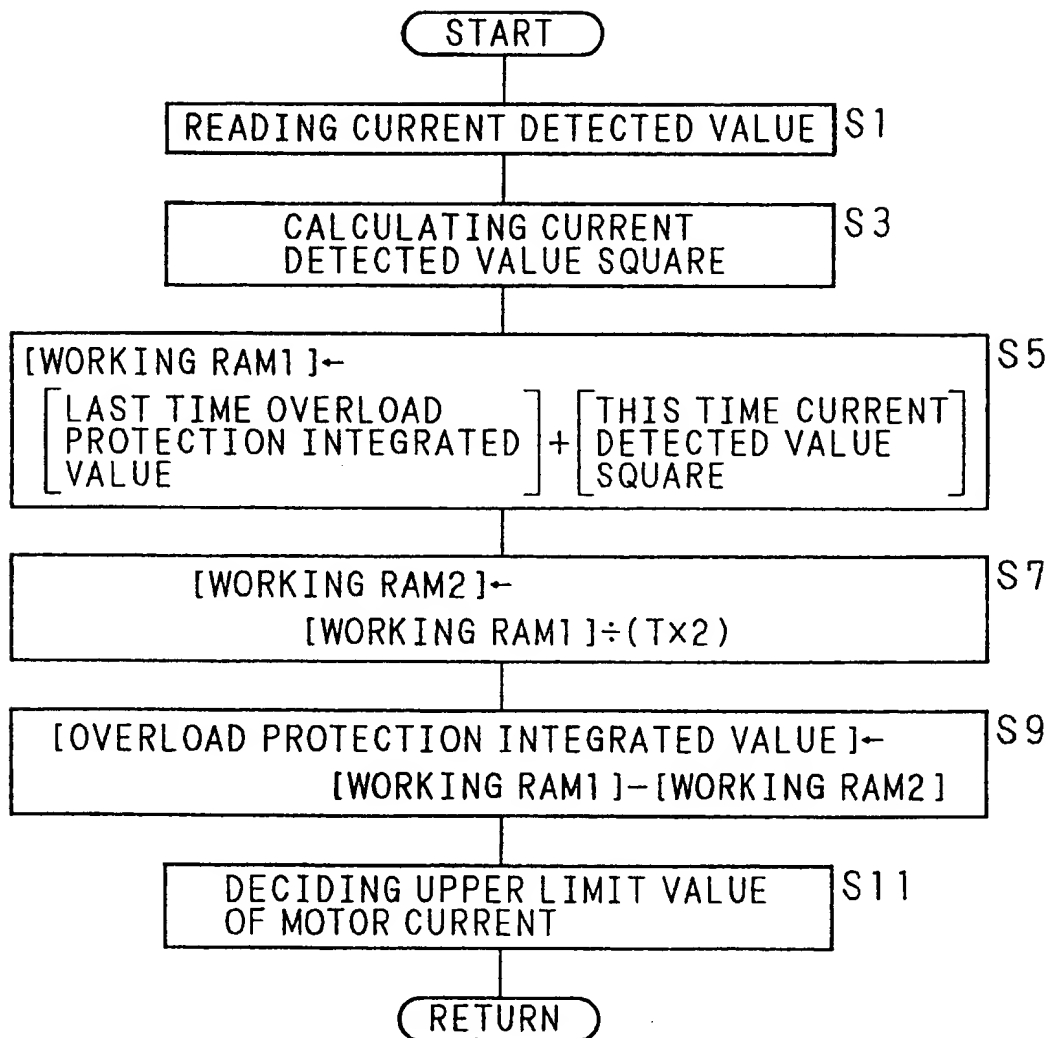 START
READING CURRENT DETECTED VALUE S1
CALCULATING CURRENT S3
DETECTED VALUE SQUARE
[WORKING RAM1]← S5
[LAST TIME OVERLOAD PROTECTION INTEGRATED VALUE] + [THIS TIME CURRENT DETECTED VALUE SQUARE]
[WORKING RAM2]← S7
[WORKING RAM1]÷(T×2)
[OVERLOAD PROTECTION INTEGRATED VALUE]← S9
[WORKING RAM1]−[WORKING RAM2]
DECIDING UPPER LIMIT VALUE S11
OF MOTOR CURRENT
RETURN